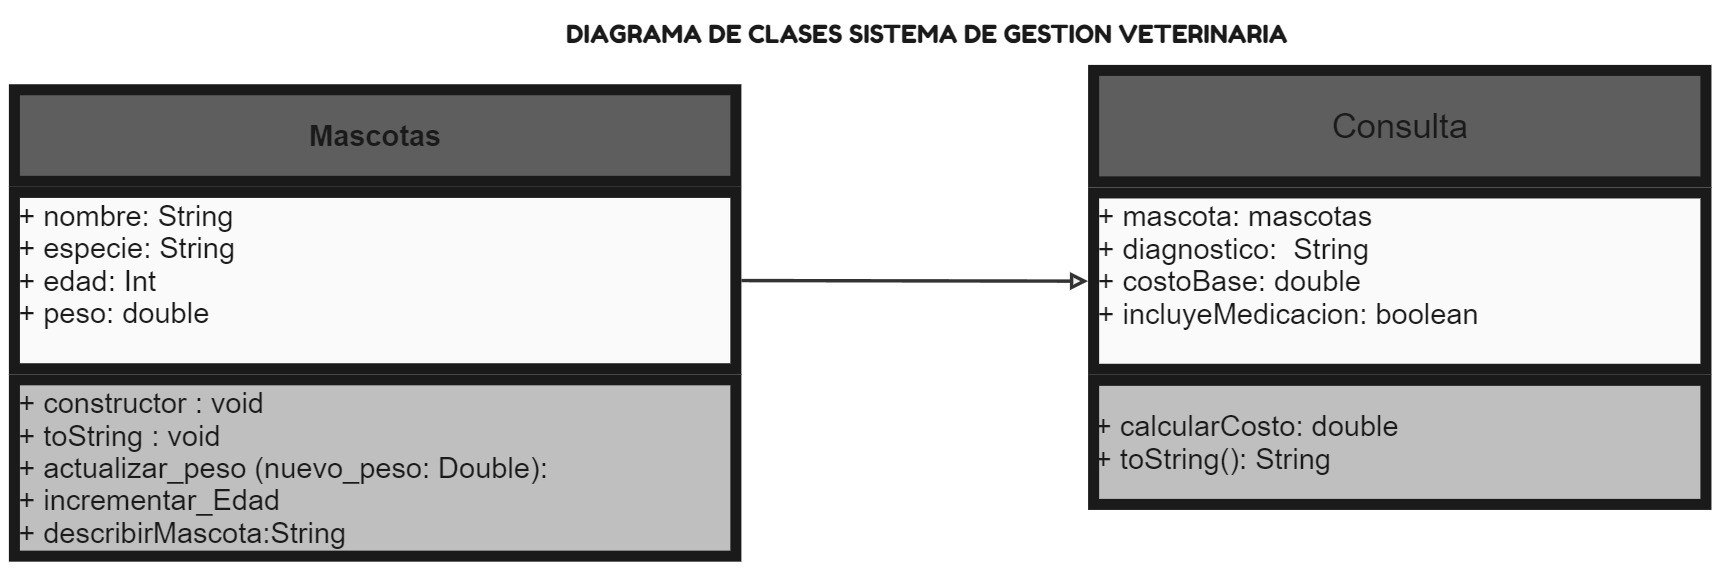 DIAGRAMA DE CLASES SISTEMA DE GESTION VETERINARIA
Mascotas
+ nombre: String
+ especie: String
+ edad: Int
+ peso: double
+ constructor : void
+ toString : void
+ actualizar_peso (nuevo_peso: Double):
+ incrementar_Edad
+ describirMascota:String
Consulta
+ mascota: mascotas
+ diagnostico:  String
+ costoBase: double
+ incluyeMedicacion: boolean
+ calcularCosto: double
+ toString(): String